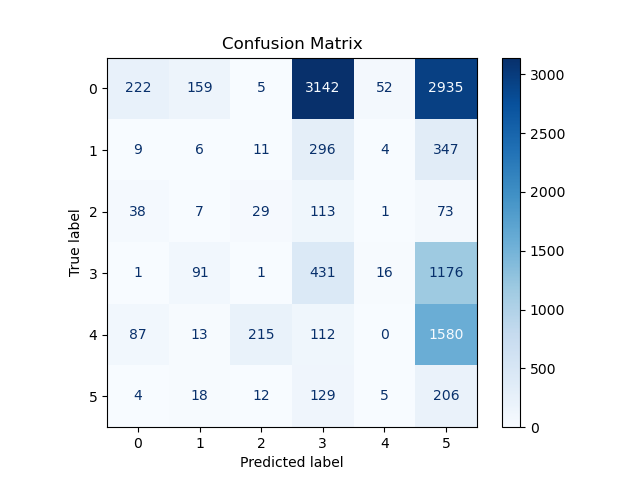 Confusion Matrix
0 222 159 5 3142 52 2935
1 9 6 11 296 4 347
2 38 7 29 113 1 73
3 1 91 1 431 16 1176
4 87 13 215 112 0 1580
5 4 18 12 129 5 206
0 1 2 3 4 5
Predicted label
True label
3000
2500
2000
1500
1000
500
0